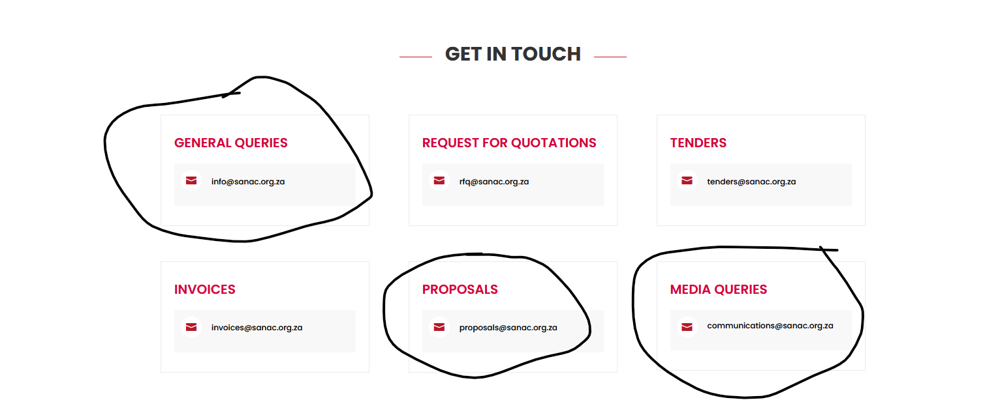 GET IN TOUCH
GENERAL QUERIES
info@sanac.org.za
REQUEST FOR QUOTATIONS
rfq@sanac.org.za
TENDERS
tenders@sanac.org.za
INVOICES
invoices@sanac.org.za
PROPOSALS
proposals@sanac.org.za
MEDIA QUERIES
communications@sanac.org.za